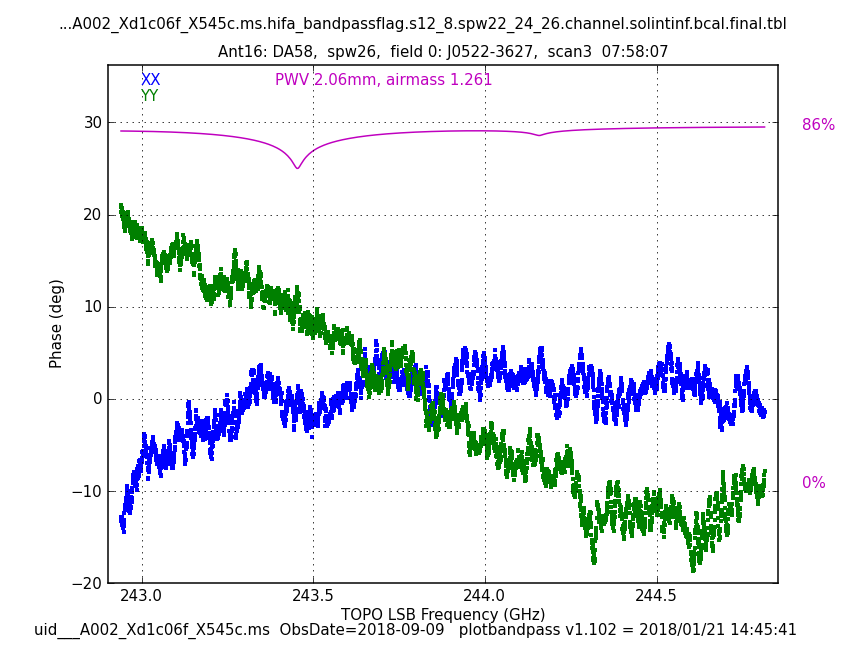 ...A002_Xd1c06f_X545c.ms.hifa_bandpassflag.s12_8.spw22_24_26.channel.solintinf.bcal.final.tbl
Ant16: DA58, spw26, field 0: J0522-3627, scan3 07:58:07
XX
PWV 2.06mm, airmass 1.261
YY
30
86%
20
10
Phase (deg)
0
−10
0%
−20
243.0
243.5
244.0
244.5
TOPO LSB Frequency (GHz)
uid___A002_Xd1c06f_X545c.ms ObsDate=2018-09-09 plotbandpass v1.102 = 2018/01/21 14:45:41